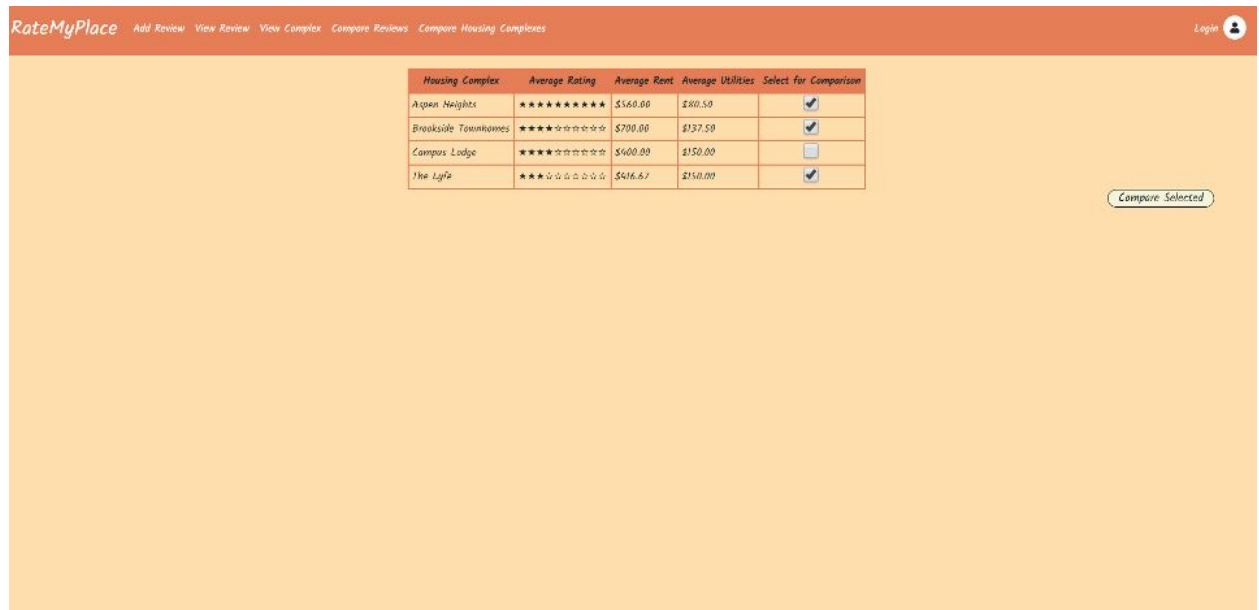 RateMyPlace Add Review View Review View Complex Compare Reviews Compare Housing Complexes Login
Housing Complex Average Rating Average Rent Average Utilities Select for Comparison
Aspen Heights ★★★★★★★★★★ $560.00 $80.50
Brookside Townhomes ★★★★☆☆☆☆☆☆ $700.00 $137.50
Campus Lodge ★★★★☆☆☆☆☆☆ $400.00 $150.00
The Lyfe ★★★☆☆☆☆☆☆☆ $416.67 $150.00
Compare Selected